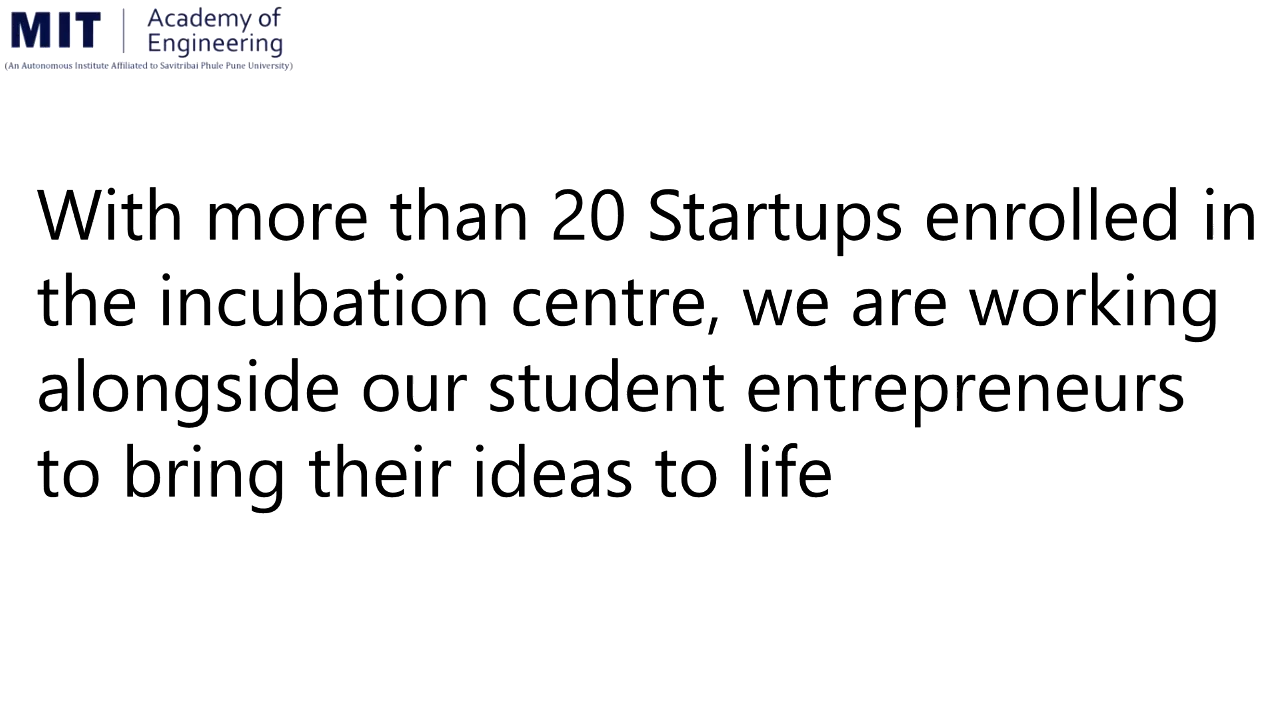 MIT
Academy of
Engineering
(An Autonomous Institute Affiliated to Savitribai Phule Pune University)
With more than 20 Startups enrolled in
the incubation centre, we are working
alongside our student entrepreneurs
to bring their ideas to life